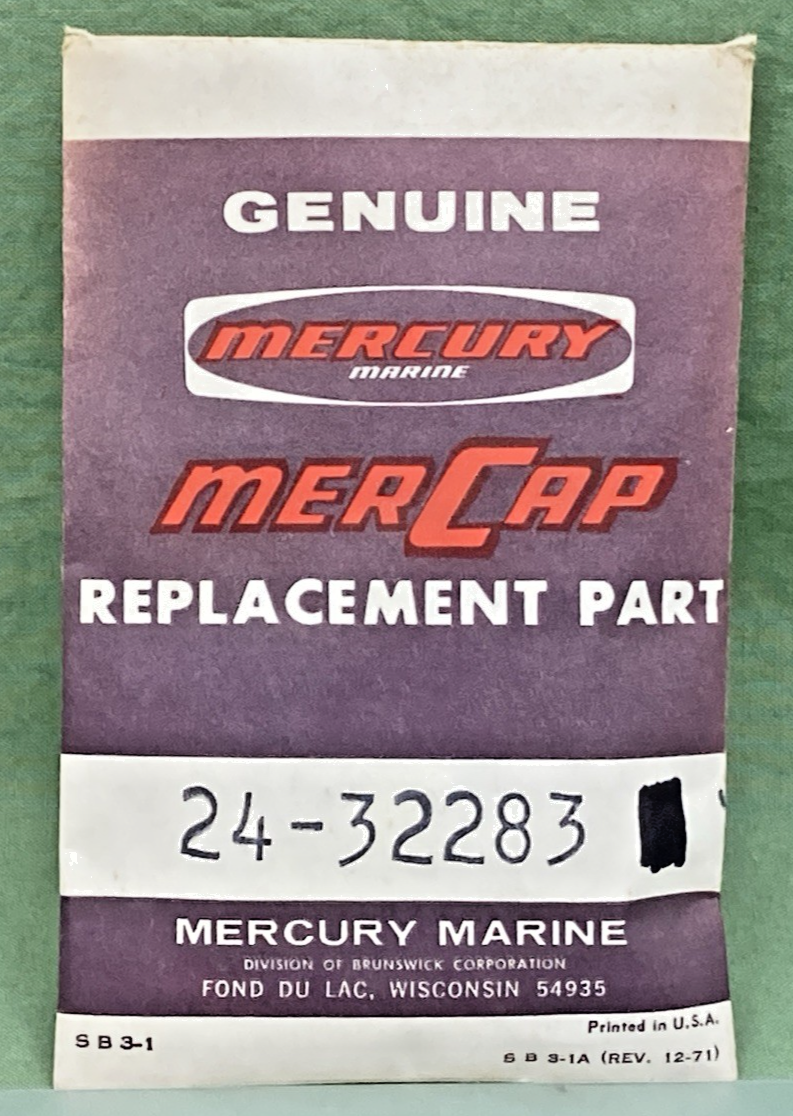 GENUINE
MERCURY
MARINE
MERCAP
REPLACEMENT PART
24-32283
MERCURY MARINE
DIVISION OF BRUNSWICK CORPORATION
FOND DU LAC, WISCONSIN 54935
Printed in U.S.A.
S B 3-1
S B 3-1A (REV. 12-71)